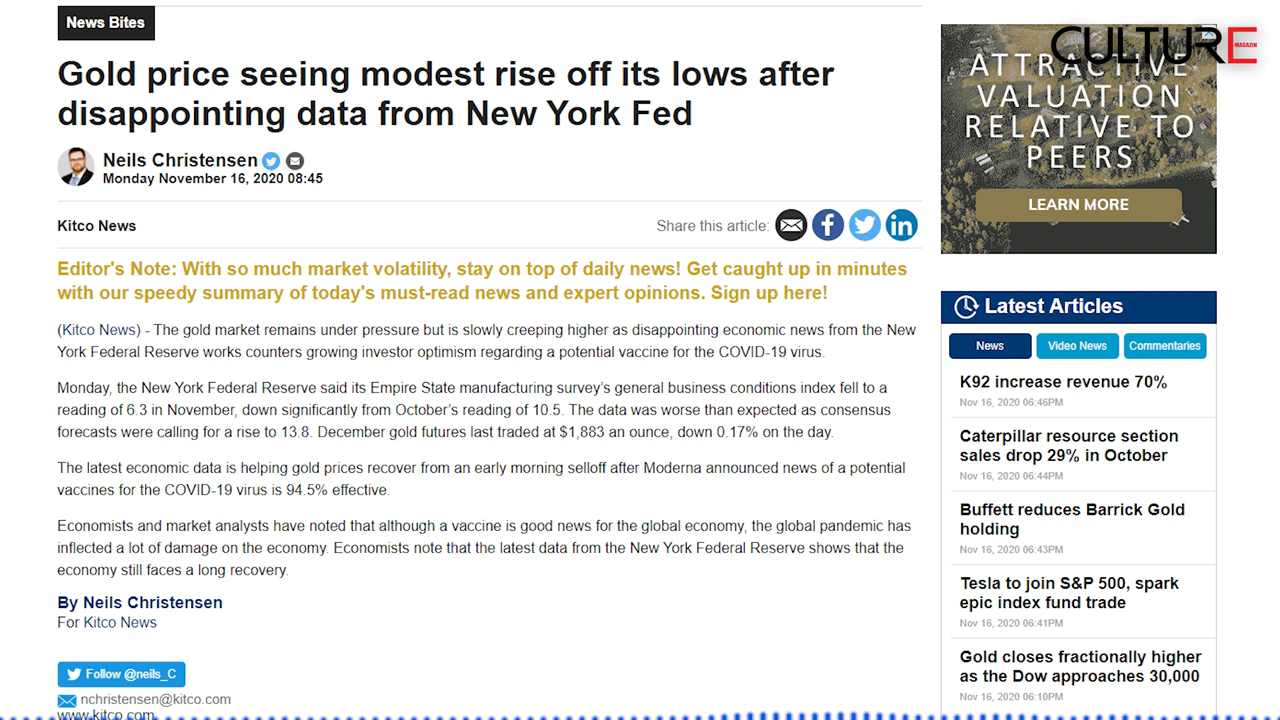 News Bites
Gold price seeing modest rise off its lows after
disappointing data from New York Fed
Neils Christensen
Monday November 16, 2020 08:45
Kitco News
Share this article:
Editor's Note: With so much market volatility, stay on top of daily news! Get caught up in minutes
with our speedy summary of today's must-read news and expert opinions. Sign up here!
(Kitco News) - The gold market remains under pressure but is slowly creeping higher as disappointing economic news from the New
York Federal Reserve works counters growing investor optimism regarding a potential vaccine for the COVID-19 virus.
Monday, the New York Federal Reserve said its Empire State manufacturing survey's general business conditions index fell to a
reading of 6.3 in November, down significantly from October's reading of 10.5. The data was worse than expected as consensus
forecasts were calling for a rise to 13.8. December gold futures last traded at $1,883 an ounce, down 0.17% on the day.
The latest economic data is helping gold prices recover from an early morning selloff after Moderna announced news of a potential
vaccines for the COVID-19 virus is 94.5% effective.
Economists and market analysts have noted that although a vaccine is good news for the global economy, the global pandemic has
inflected a lot of damage on the economy. Economists note that the latest data from the New York Federal Reserve shows that the
economy still faces a long recovery.
By Neils Christensen
For Kitco News
Follow @neils_C
nchristensen@kitco.com
www.kitco.com
CULTURE
MAGAZIN
ATTRACTIVE
VALUATION
RELATIVE TO
PEERS
LEARN MORE
Latest Articles
News
Video News
Commentaries
K92 increase revenue 70%
Nov 16, 2020 06:46PM
Caterpillar resource section
sales drop 29% in October
Nov 16, 2020 06:44PM
Buffett reduces Barrick Gold
holding
Nov 16, 2020 06:43PM
Tesla to join S&P 500, spark
epic index fund trade
Nov 16, 2020 06:41PM
Gold closes fractionally higher
as the Dow approaches 30,000
Nov 16, 2020 06:10PM